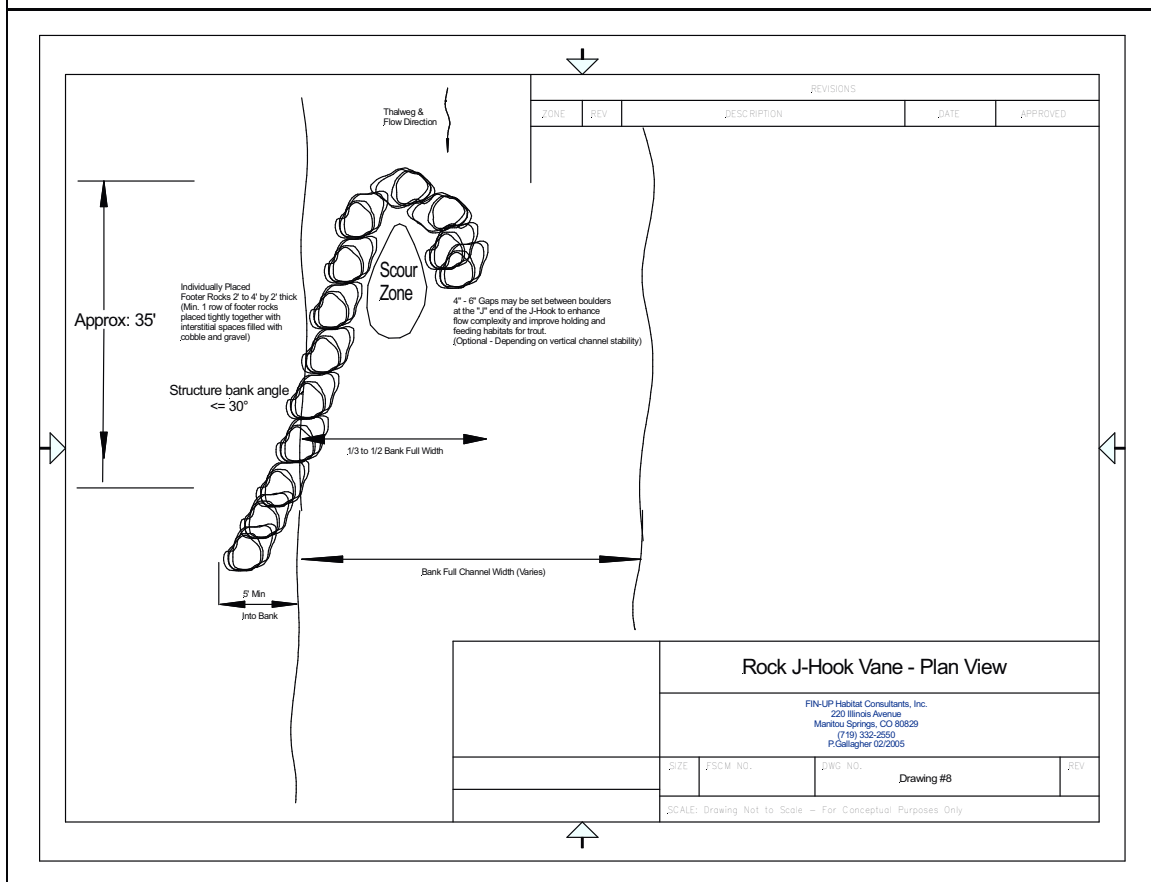 REVISIONS
ZONE REV DESCRIPTION DATE APPROVED
Thalweg &
Flow Direction
Scour
Zone
Individually Placed
Footer Rocks 2' to 4' by 2' thick
(Min. 1 row of footer rocks
placed tightly together with
interstitial spaces filled with
cobble and gravel)
4" - 6" Gaps may be set between boulders
at the "J" end of the J-Hook to enhance
flow complexity and improve holding and
feeding habitats for trout.
(Optional - Depending on vertical channel stability)
Approx: 35'
Structure bank angle
<= 30°
1/3 to 1/2 Bank Full Width
Bank Full Channel Width (Varies)
5' Min
Into Bank
Rock J-Hook Vane - Plan View
FIN-UP Habitat Consultants, Inc.
220 Illinois Avenue
Manitou Springs, CO 80829
(719) 332-2550
P.Gallagher 02/2005
SIZE FSCM NO. DWG NO. REV
Drawing #8
SCALE: Drawing Not to Scale - For Conceptual Purposes Only